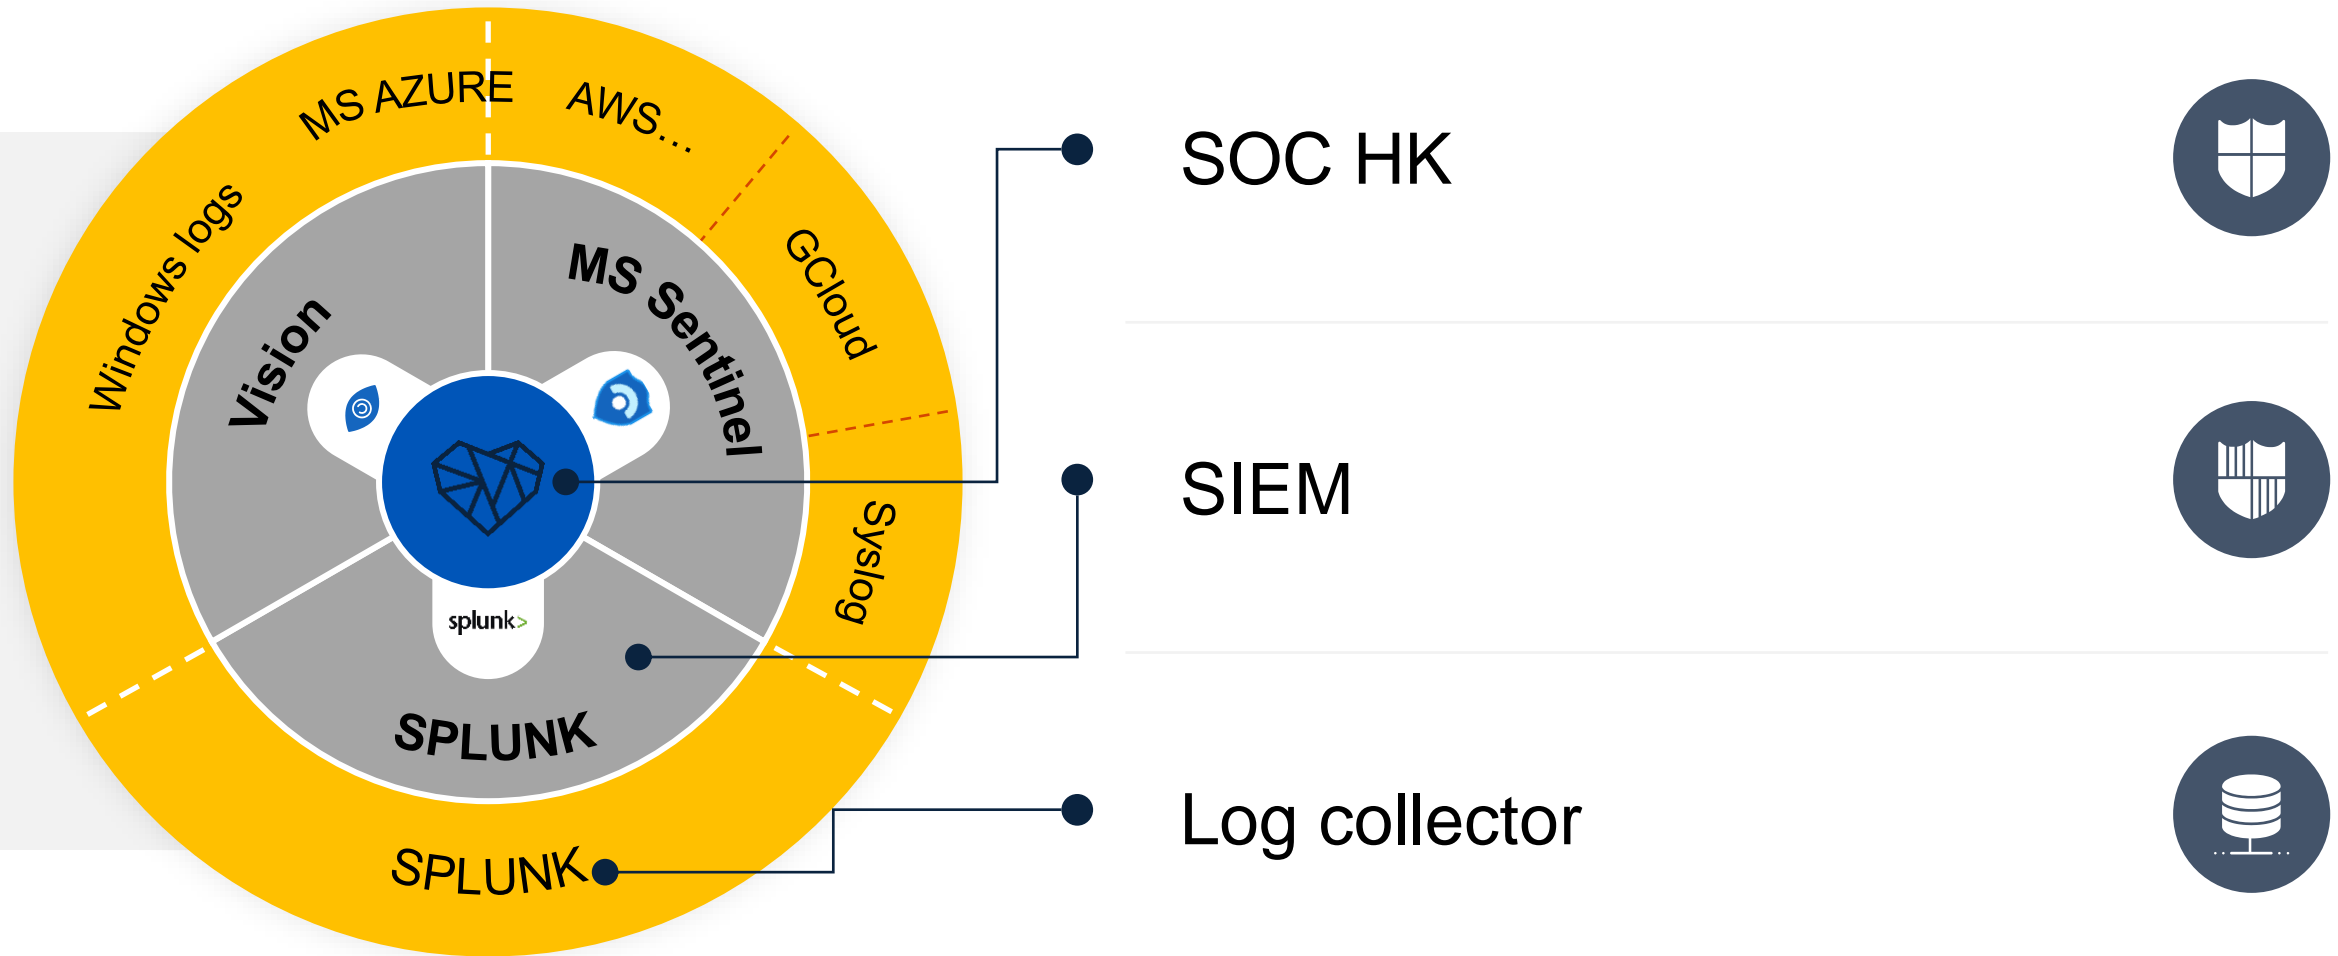 MS AZURE
AWS...
Windows logs
GCloud
Syslog
Vision
MS Sentinel
splunk>
SPLUNK
SPLUNK
SOC HK
SIEM
Log collector